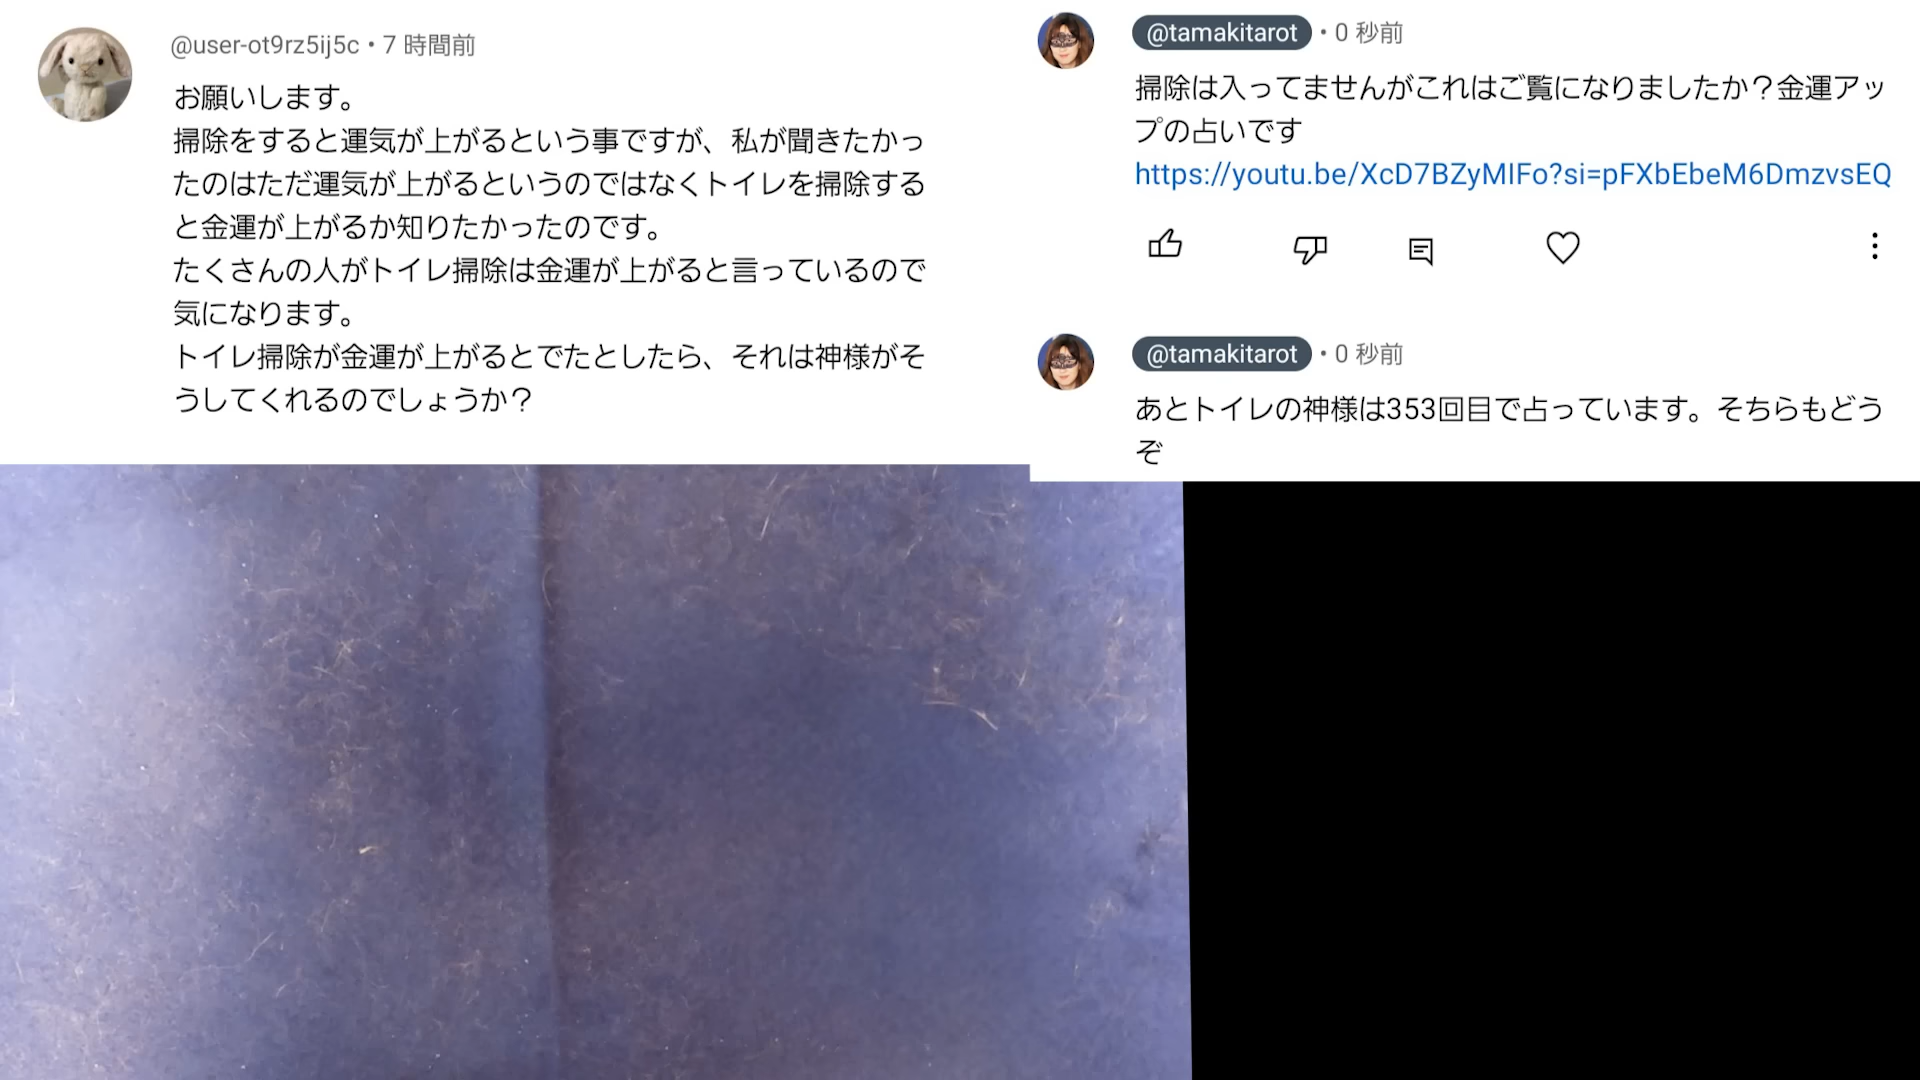 @user-ot9rz5ij5c・7 時間前
お願いします。
掃除をすると運気が上がるという事ですが、私が聞きたかっ
たのはただ運気が上がるというのではなくトイレを掃除する
と金運が上がるか知りたかったのです。
たくさんの人がトイレ掃除は金運が上がると言っているので
気になります。
トイレ掃除が金運が上がるとでたとしたら、それは神様がそ
うしてくれるのでしょうか？
@tamakitarot・0 秒前
掃除は入ってませんがこれはご覧になりましたか？金運アッ
プの占いです
https://youtu.be/XcD7BZyMIFo?si=pFXbEbeM6DmzvsEQ
@tamakitarot・0 秒前
あとトイレの神様は353回目で占っています。そちらもどう
ぞ